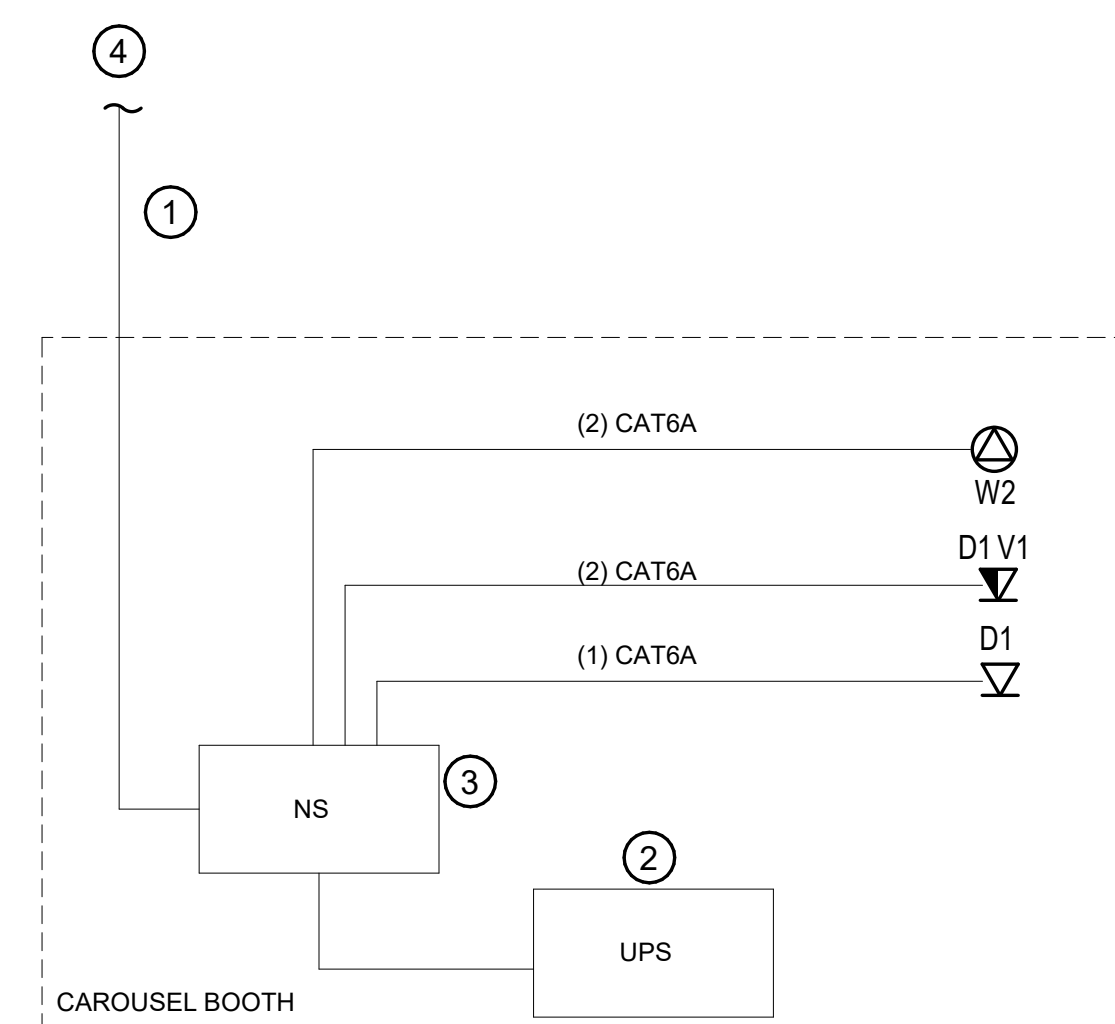 4
1
(2) CAT6A
W2
D1 V1
(2) CAT6A
D1
(1) CAT6A
3
NS
2
UPS
CAROUSEL BOOTH